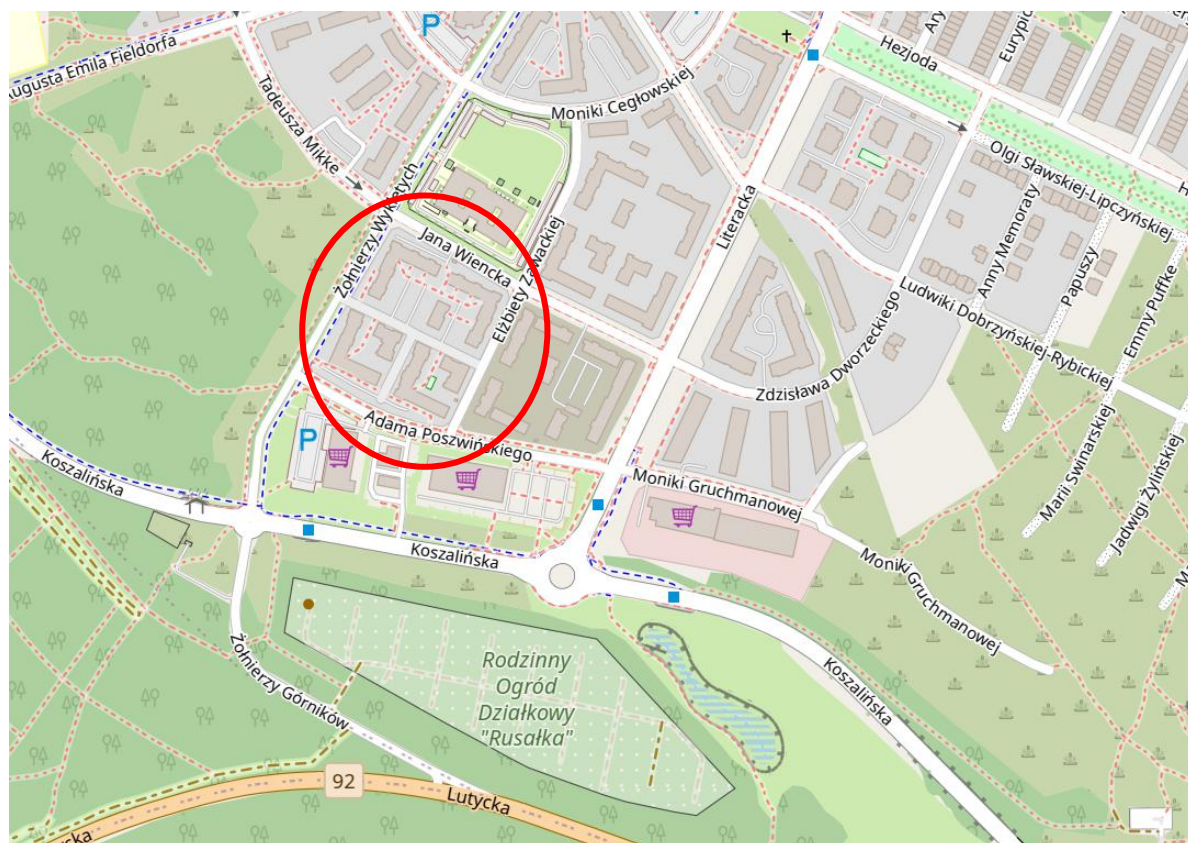 Augusta Emila Fieldorfa
P
Tadeusza Mikke
Żołnierzy Wyklętych
Moniki Cegłowskiej
Hezjoda
Olgi Sławskiej-Lipczyńskiej
H
Literacka
Jana Wiencka
Elżbiety Zawackiej
Ludwiki Dobrzyńskiej-Rybickiej
Anny Memoraty
Papuszy
Emmy Puffke
Zdzisława Dworzeckiego
Adama Poszwińskiego
P
Moniki Gruchmanowej
Marii Swinarskiej
Jadwigi Żylińskiej
Koszalińska
Koszalińska
Moniki Gruchmanowej
Żołnierzy Górników
Rodzinny
Ogród
Działkowy
"Rusałka"
Koszalińska
92
Lutycka
ska